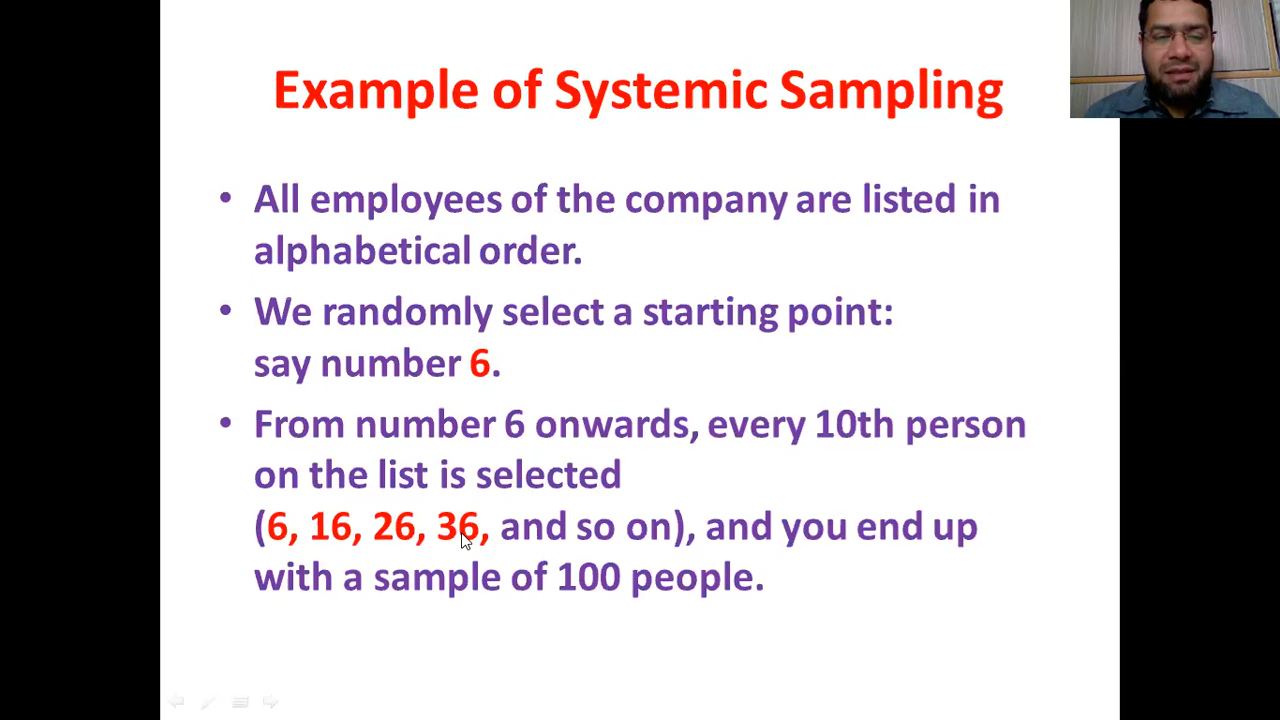 Example of Systemic Sampling
• All employees of the company are listed in
alphabetical order.
• We randomly select a starting point:
say number 6.
• From number 6 onwards, every 10th person
on the list is selected
(6, 16, 26, 36, and so on), and you end up
with a sample of 100 people.